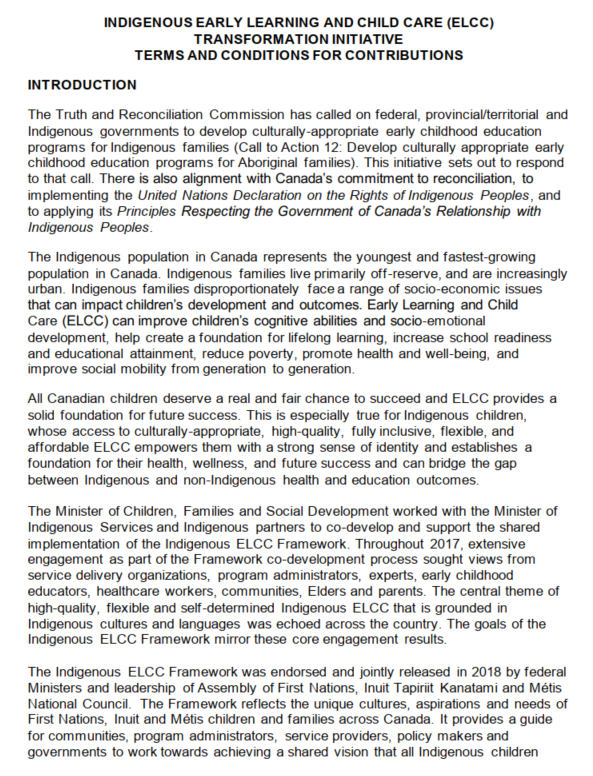 INDIGENOUS EARLY LEARNING AND CHILD CARE (ELCC)
TRANSFORMATION INITIATIVE
TERMS AND CONDITIONS FOR CONTRIBUTIONS
INTRODUCTION
The Truth and Reconciliation Commission has called on federal, provincial/territorial and
Indigenous governments to develop culturally-appropriate early childhood education
programs for Indigenous families (Call to Action 12: Develop culturally appropriate early
childhood education programs for Aboriginal families). This initiative sets out to respond
to that call. There is also alignment with Canada's commitment to reconciliation, to
implementing the United Nations Declaration on the Rights of Indigenous Peoples, and
to applying its Principles Respecting the Government of Canada's Relationship with
Indigenous Peoples.
The Indigenous population in Canada represents the youngest and fastest-growing
population in Canada. Indigenous families live primarily off-reserve, and are increasingly
urban. Indigenous families disproportionately face a range of socio-economic issues
that can impact children's development and outcomes. Early Learning and Child
Care (ELCC) can improve children's cognitive abilities and socio-emotional
development, help create a foundation for lifelong learning, increase school readiness
and educational attainment, reduce poverty, promote health and well-being, and
improve social mobility from generation to generation.
All Canadian children deserve a real and fair chance to succeed and ELCC provides a
solid foundation for future success. This is especially true for Indigenous children,
whose access to culturally-appropriate, high-quality, fully inclusive, flexible, and
affordable ELCC empowers them with a strong sense of identity and establishes a
foundation for their health, wellness, and future success and can bridge the gap
between Indigenous and non-Indigenous health and education outcomes.
The Minister of Children, Families and Social Development worked with the Minister of
Indigenous Services and Indigenous partners to co-develop and support the shared
implementation of the Indigenous ELCC Framework. Throughout 2017, extensive
engagement as part of the Framework co-development process sought views from
service delivery organizations, program administrators, experts, early childhood
educators, healthcare workers, communities, Elders and parents. The central theme of
high-quality, flexible and self-determined Indigenous ELCC that is grounded in
Indigenous cultures and languages was echoed across the country. The goals of the
Indigenous ELCC Framework mirror these core engagement results.
The Indigenous ELCC Framework was endorsed and jointly released in 2018 by federal
Ministers and leadership of Assembly of First Nations, Inuit Tapiriit Kanatami and Métis
National Council. The Framework reflects the unique cultures, aspirations and needs of
First Nations, Inuit and Métis children and families across Canada. It provides a guide
for communities, program administrators, service providers, policy makers and
governments to work towards achieving a shared vision that all Indigenous children